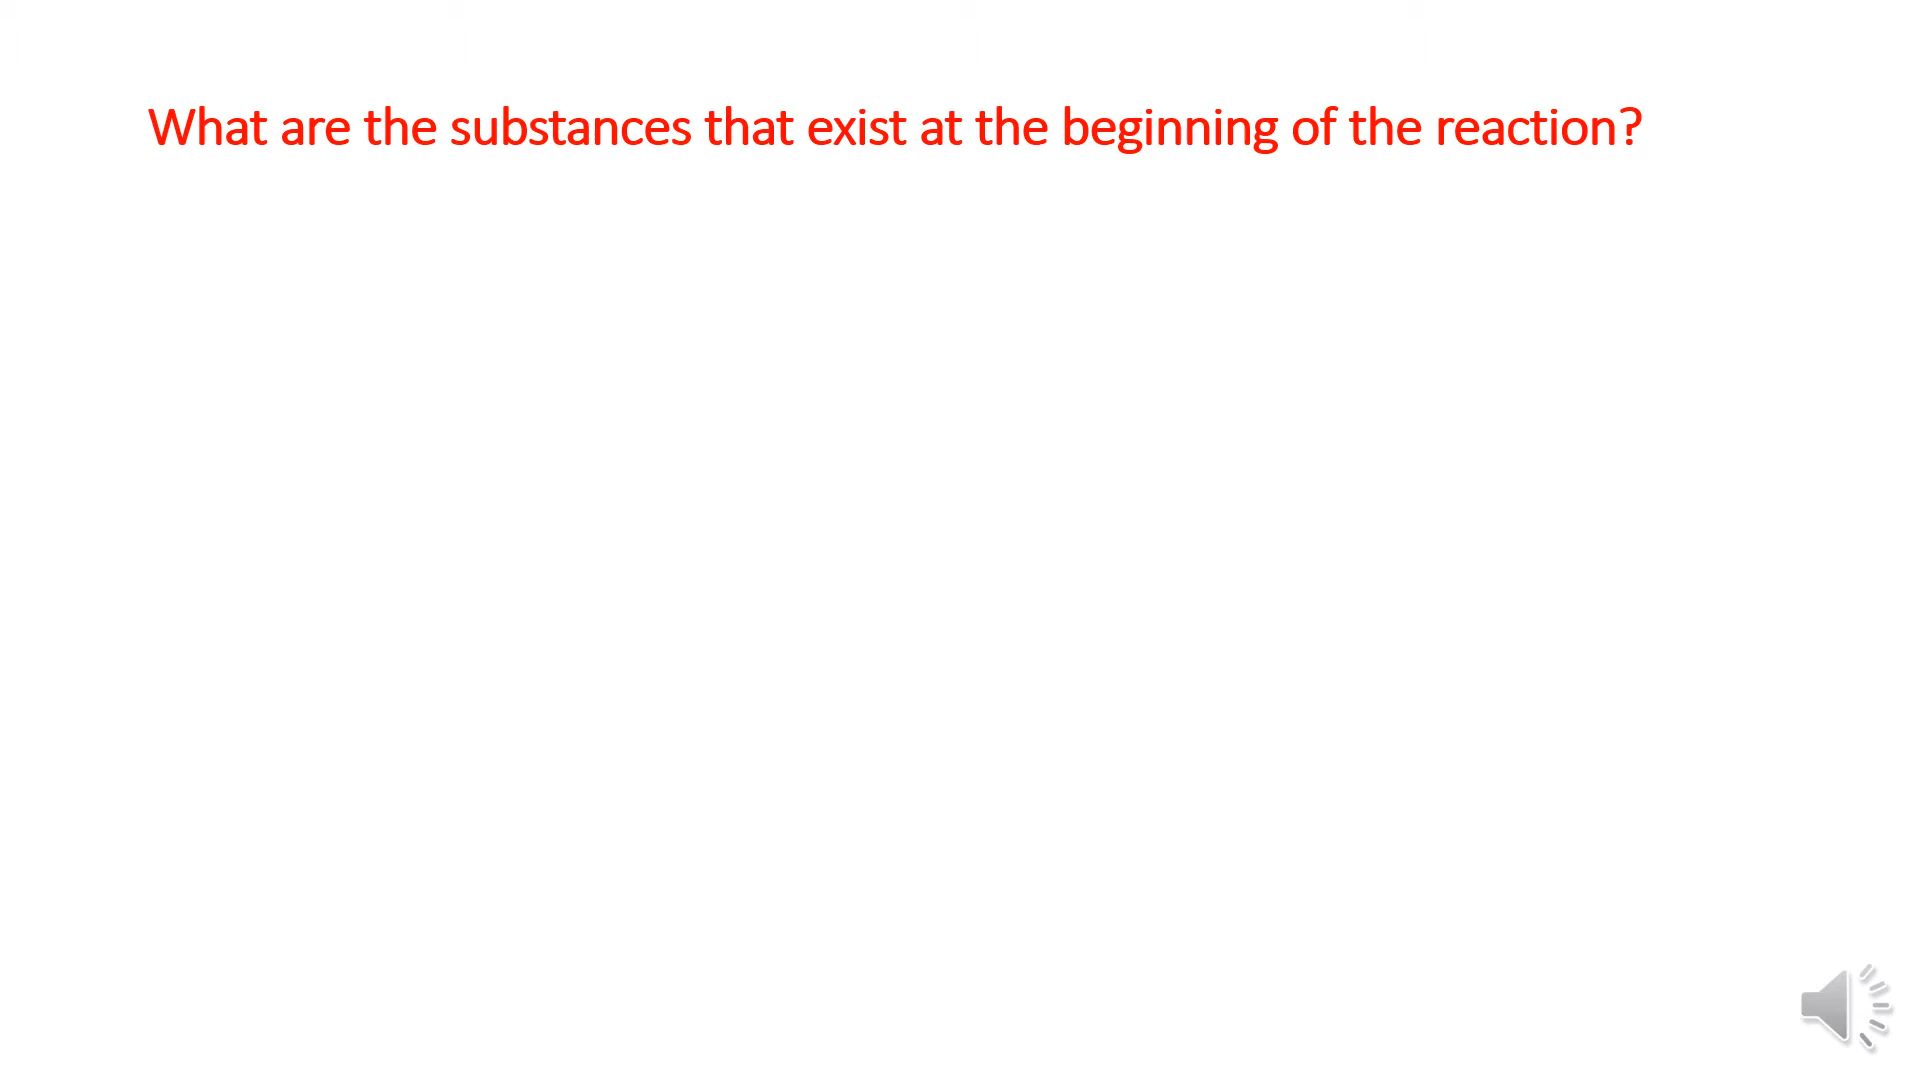 What are the substances that exist at the beginning of the reaction?